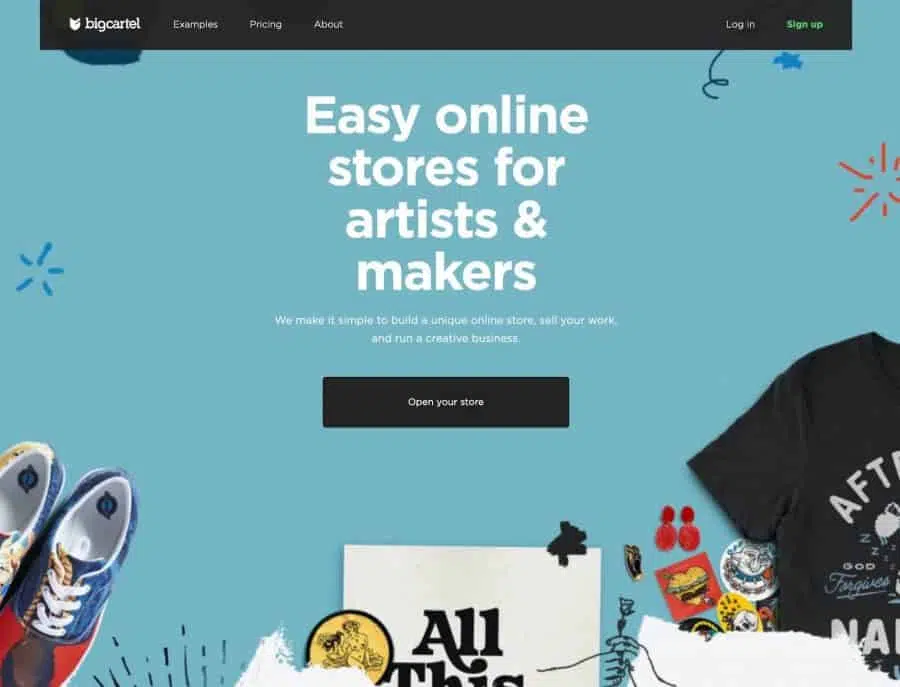 bigcartel Examples Pricing About Log in Sign up
Easy online
stores for
artists &
makers
We make it simple to build a unique online store, sell your work,
and run a creative business.
Open your store
AFTE
Z Z Z
GOD
Forgives
NA
All
This